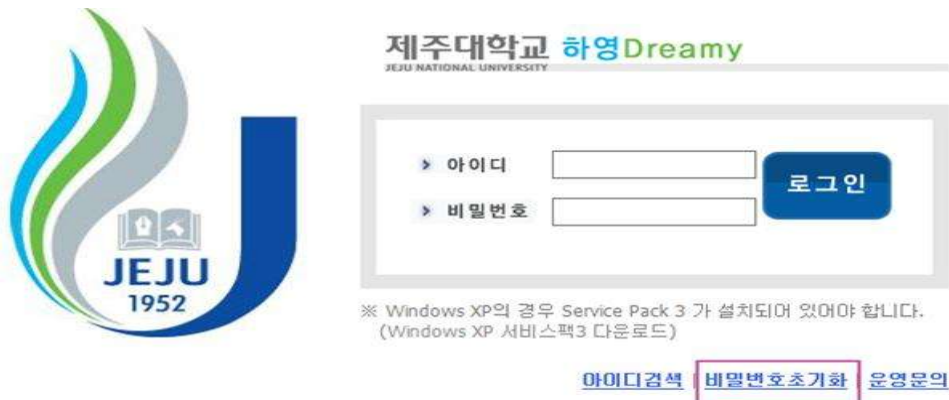 제주대학교 하영Dreamy
JEJU NATIONAL UNIVERSITY
아이디
로그인
비밀번호
JEJU
1952
※ Windows XP의 경우 Service Pack 3 가 설치되어 있어야 합니다.
(Windows XP 서비스팩3 다운로드)
아이디검색 | 비밀번호초기화 | 운영문의